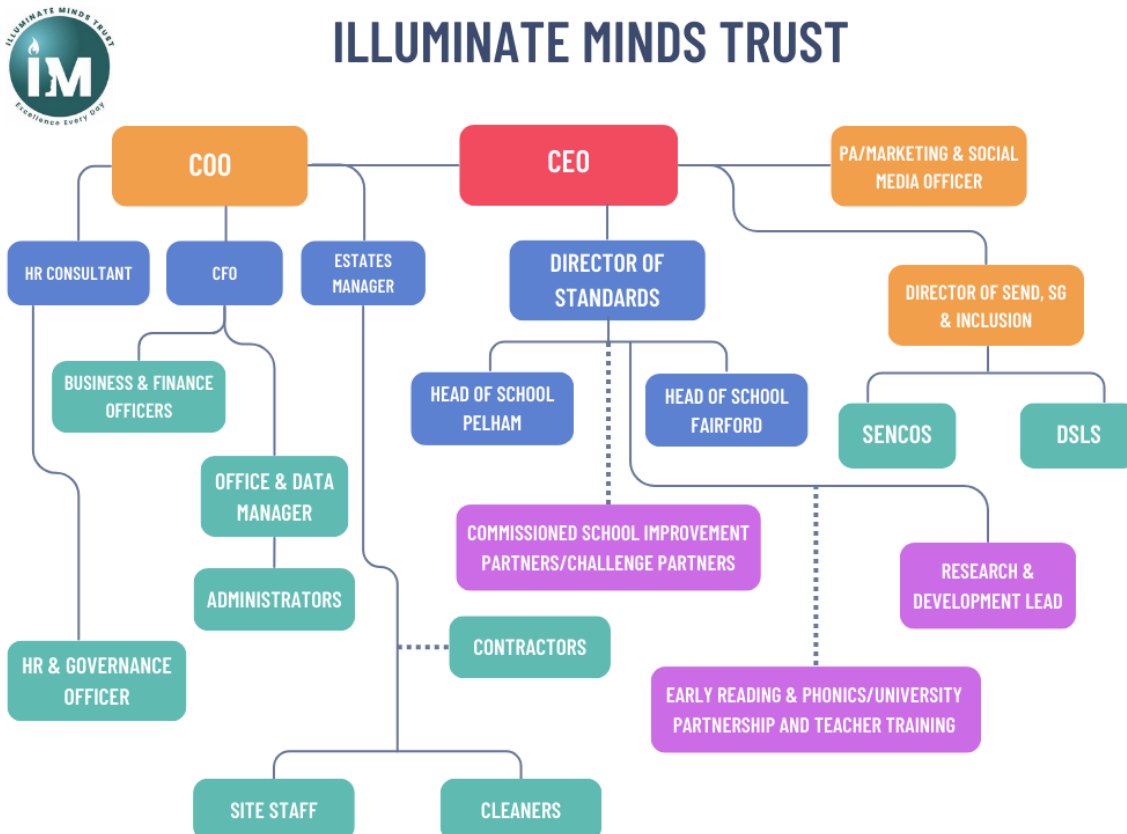 ILLUMINATE MINDS TRUST
IM
Excellence Every Day
ILLUMINATE MINDS TRUST
COO
CEO
PA/MARKETING & SOCIAL
MEDIA OFFICER
HR CONSULTANT
CFO
ESTATES
MANAGER
DIRECTOR OF
STANDARDS
DIRECTOR OF SEND, SG
& INCLUSION
BUSINESS & FINANCE
OFFICERS
HEAD OF SCHOOL
PELHAM
HEAD OF SCHOOL
FAIRFORD
SENCOS
DSLS
OFFICE & DATA
MANAGER
COMMISSIONED SCHOOL IMPROVEMENT
PARTNERS/CHALLENGE PARTNERS
RESEARCH &
DEVELOPMENT LEAD
ADMINISTRATORS
CONTRACTORS
HR & GOVERNANCE
OFFICER
EARLY READING & PHONICS/UNIVERSITY
PARTNERSHIP AND TEACHER TRAINING
SITE STAFF
CLEANERS